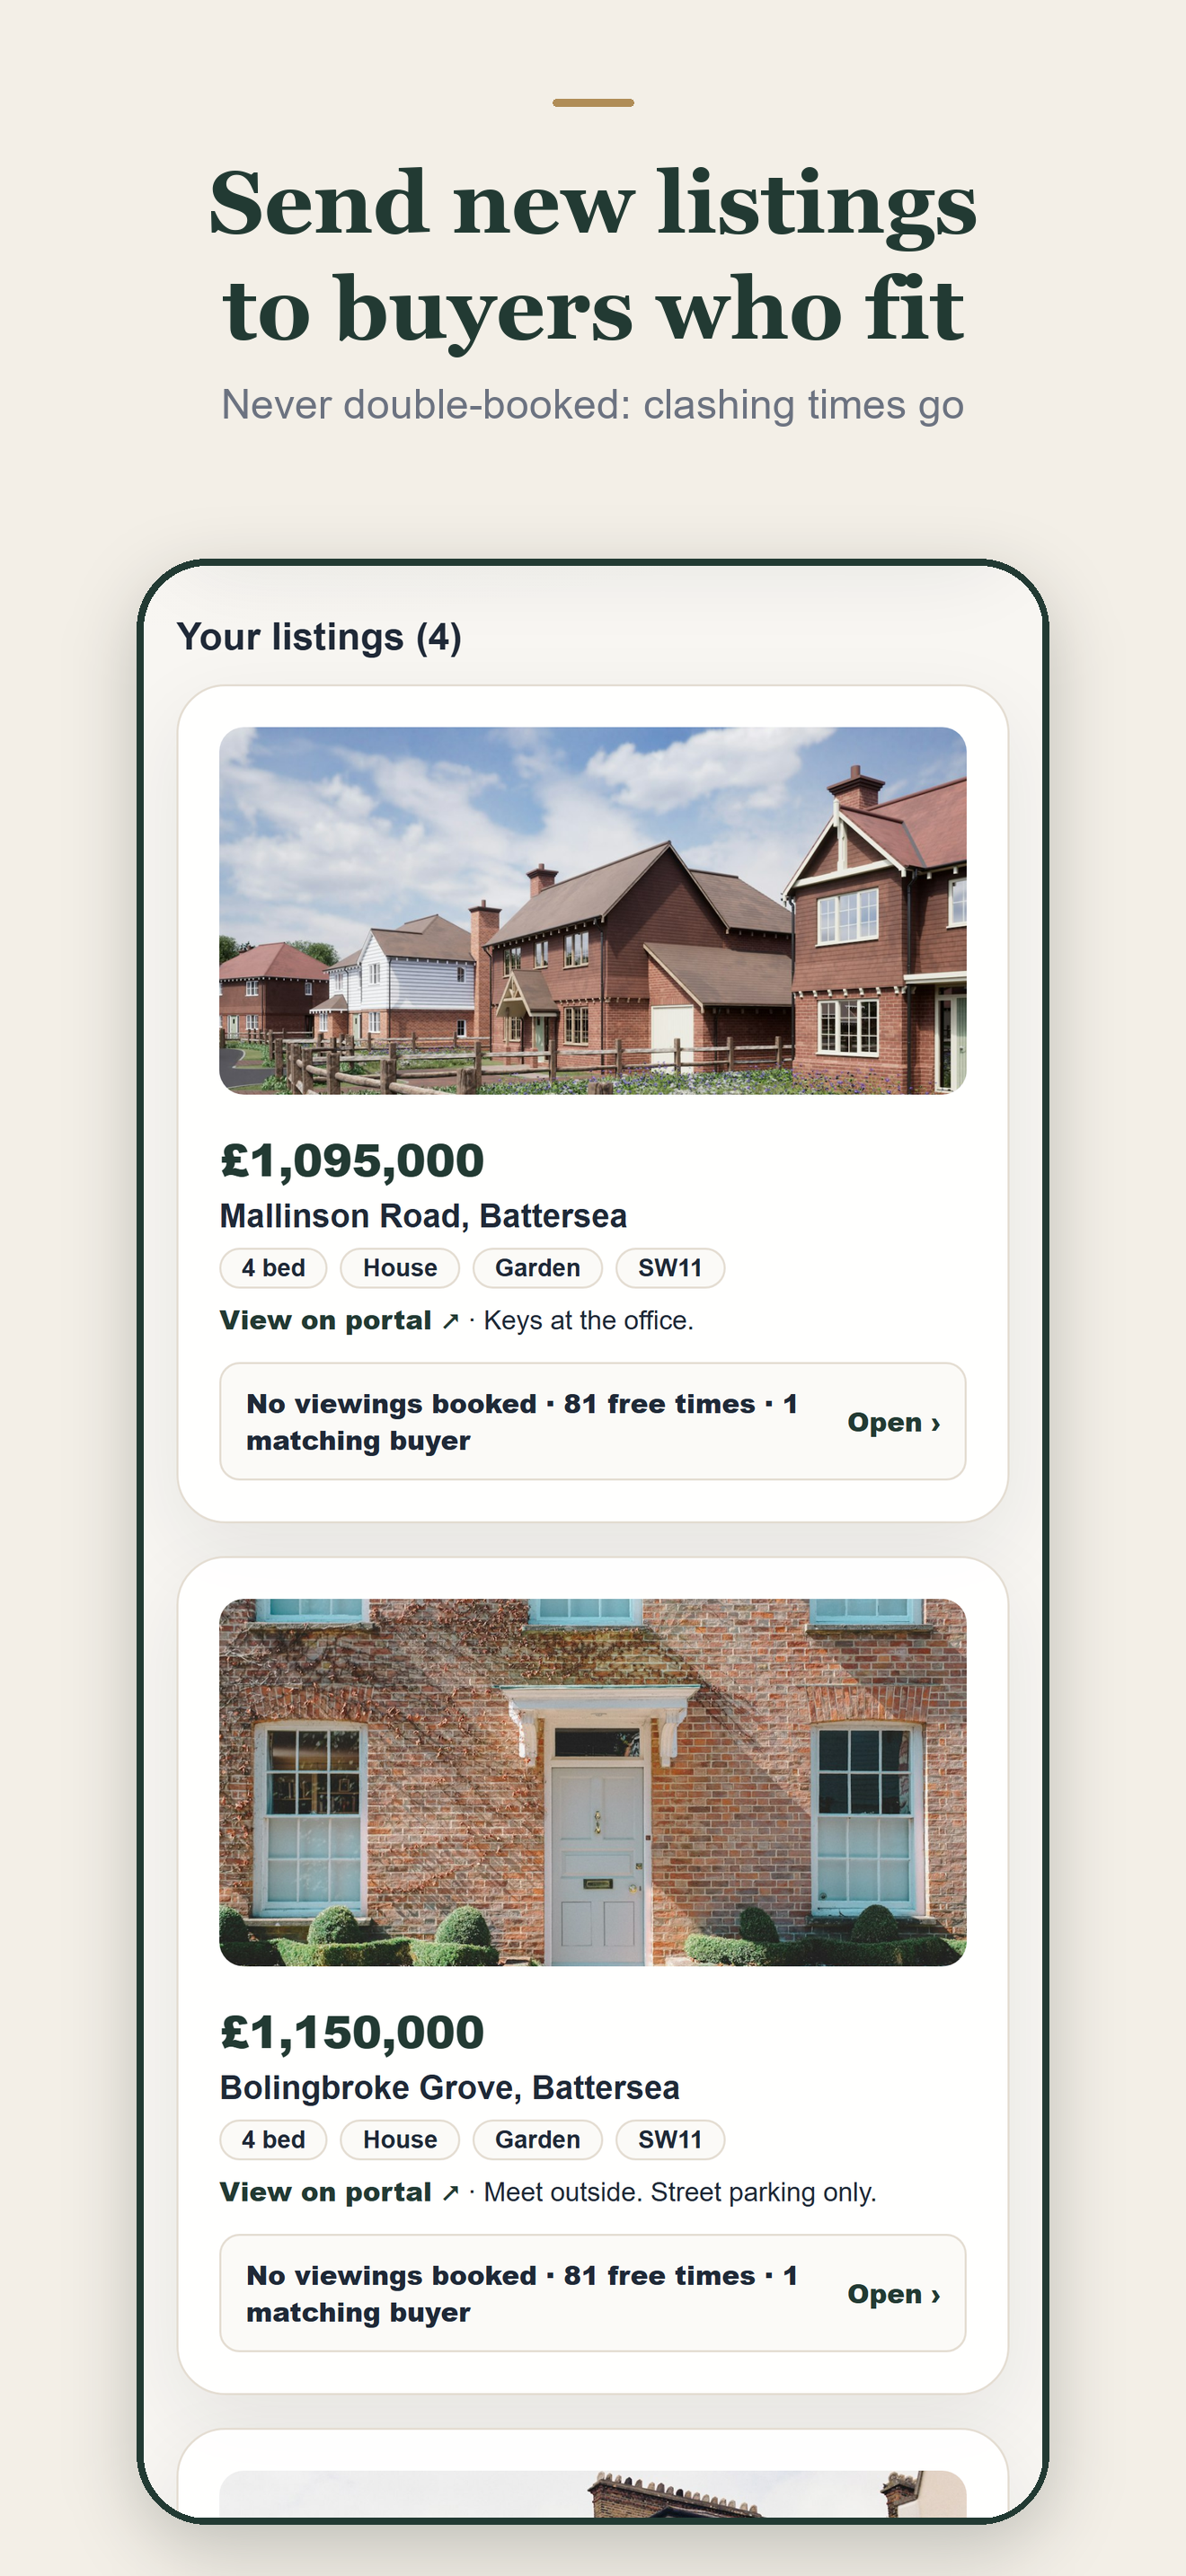 Send new listings
to buyers who fit
Never double-booked: clashing times go
Your listings (4)
£1,095,000
Mallinson Road, Battersea
4 bed House Garden SW11
View on portal ↗ · Keys at the office.
No viewings booked · 81 free times · 1
matching buyer
Open ›
£1,150,000
Bolingbroke Grove, Battersea
4 bed House Garden SW11
View on portal ↗ · Meet outside. Street parking only.
No viewings booked · 81 free times · 1
matching buyer
Open ›